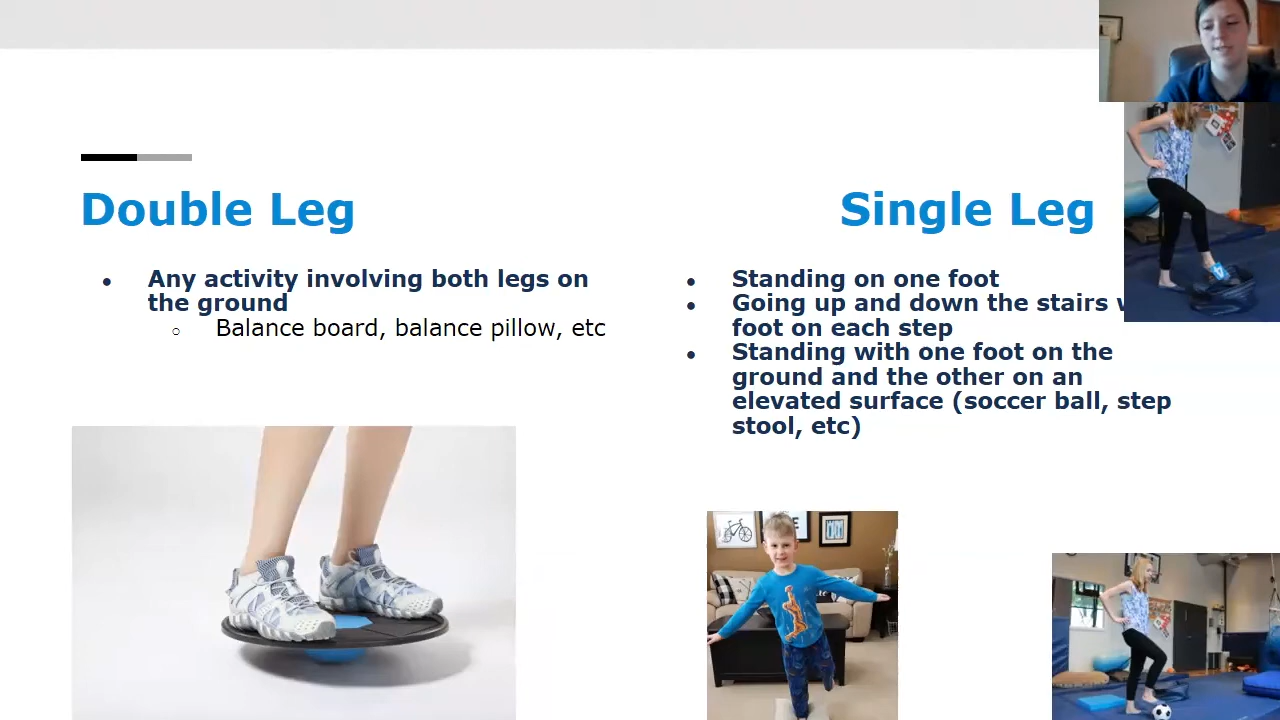 Double Leg
Any activity involving both legs on
the ground
Balance board, balance pillow, etc
Single Leg
Standing on one foot
Going up and down the stairs
foot on each step
Standing with one foot on the
ground and the other on an
elevated surface (soccer ball, step
stool, etc)